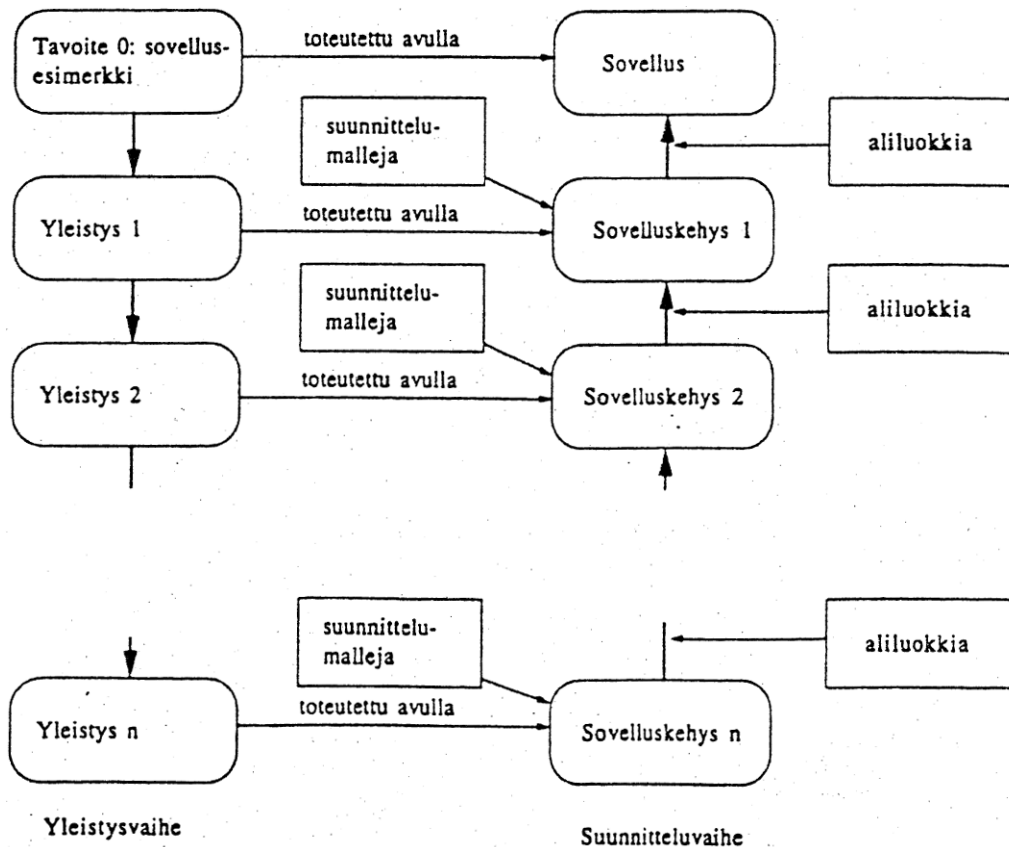 Tavoite 0: sovellus-
esimerkki
toteutettu avulla
Sovellus
suunnittelu-
malleja
aliluokkia
Yleistys 1
toteutettu avulla
Sovelluskehys 1
suunnittelu-
malleja
aliluokkia
Yleistys 2
toteutettu avulla
Sovelluskehys 2
suunnittelu-
malleja
aliluokkia
Yleistys n
toteutettu avulla
Sovelluskehys n
Yleistysvaihe
Suunnitteluvaihe